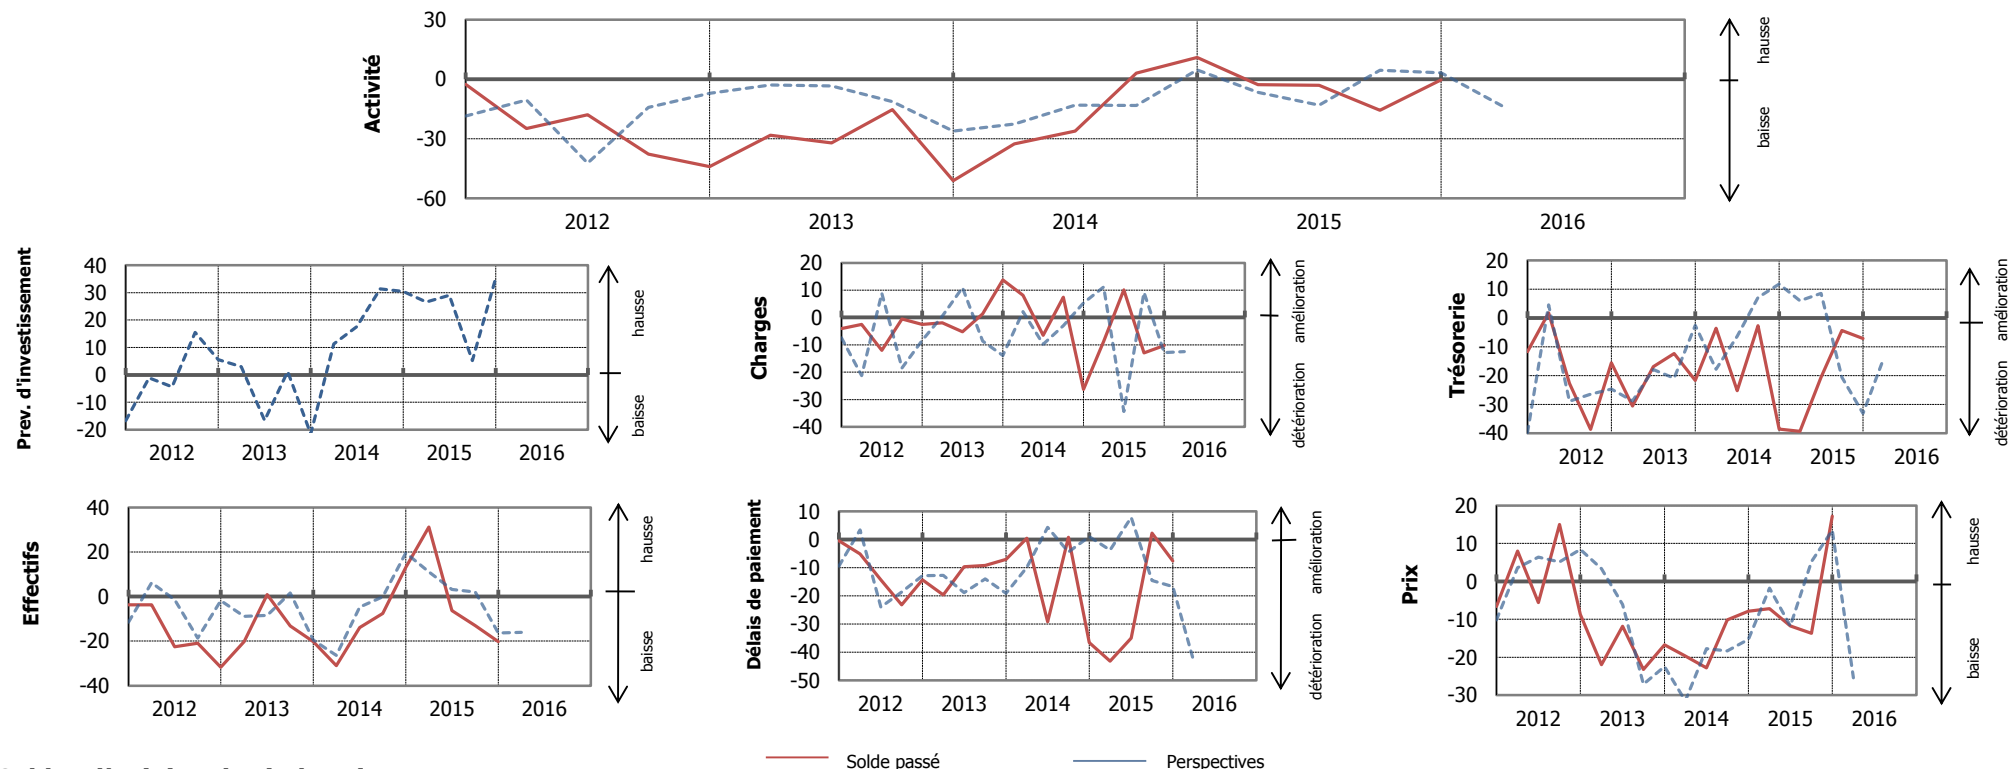 Activité
30
0
-30
-60
2012 2013 2014 2015 2016
hausse
baisse
Prev. d'investissement
40
30
20
10
0
-10
-20
2012 2013 2014 2015 2016
hausse
baisse
Charges
20
10
0
-10
-20
-30
-40
2012 2013 2014 2015 2016
amélioration
détérioration
Trésorerie
20
10
0
-10
-20
-30
-40
2012 2013 2014 2015 2016
amélioration
détérioration
Effectifs
40
20
0
-20
-40
2012 2013 2014 2015 2016
hausse
baisse
Délais de paiement
10
0
-10
-20
-30
-40
-50
2012 2013 2014 2015 2016
amélioration
détérioration
Prix
20
10
0
-10
-20
-30
2012 2013 2014 2015 2016
hausse
baisse
Solde passé
Perspectives